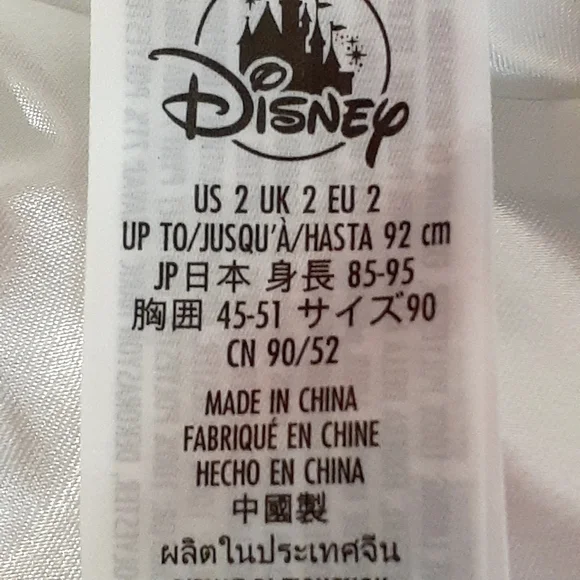 Disney
US 2 UK 2 EU 2
UP TO/JUSQU'À/HASTA 92 cm
JP日本 身長 85-95
胸囲 45-51 サイズ90
CN 90/52
MADE IN CHINA
FABRIQUÉ EN CHINE
HECHO EN CHINA
中國製
ผลิตในประเทศจีน